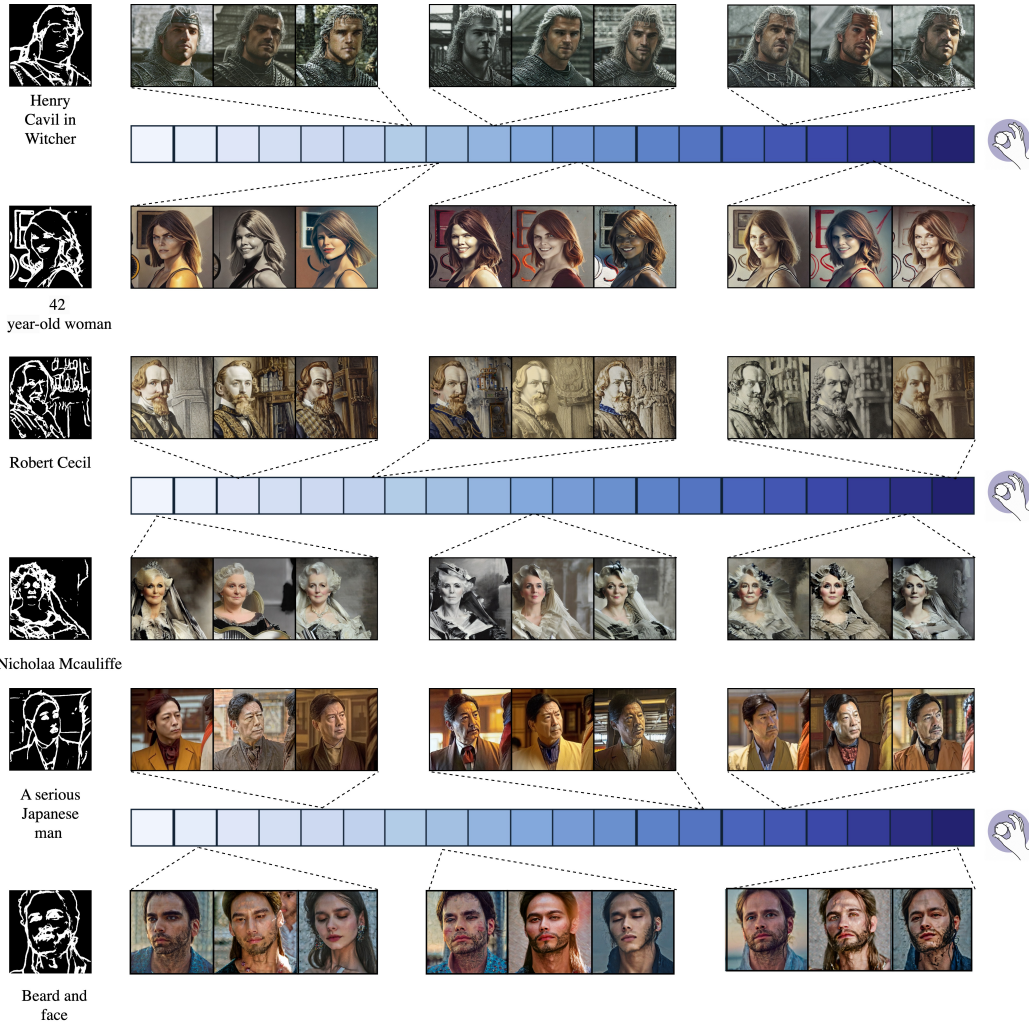 Henry
Cavil in
Witcher
42
year-old woman
Robert Cecil
Nicholaa Mcauliffe
A serious
Japanese
man
Beard and
face